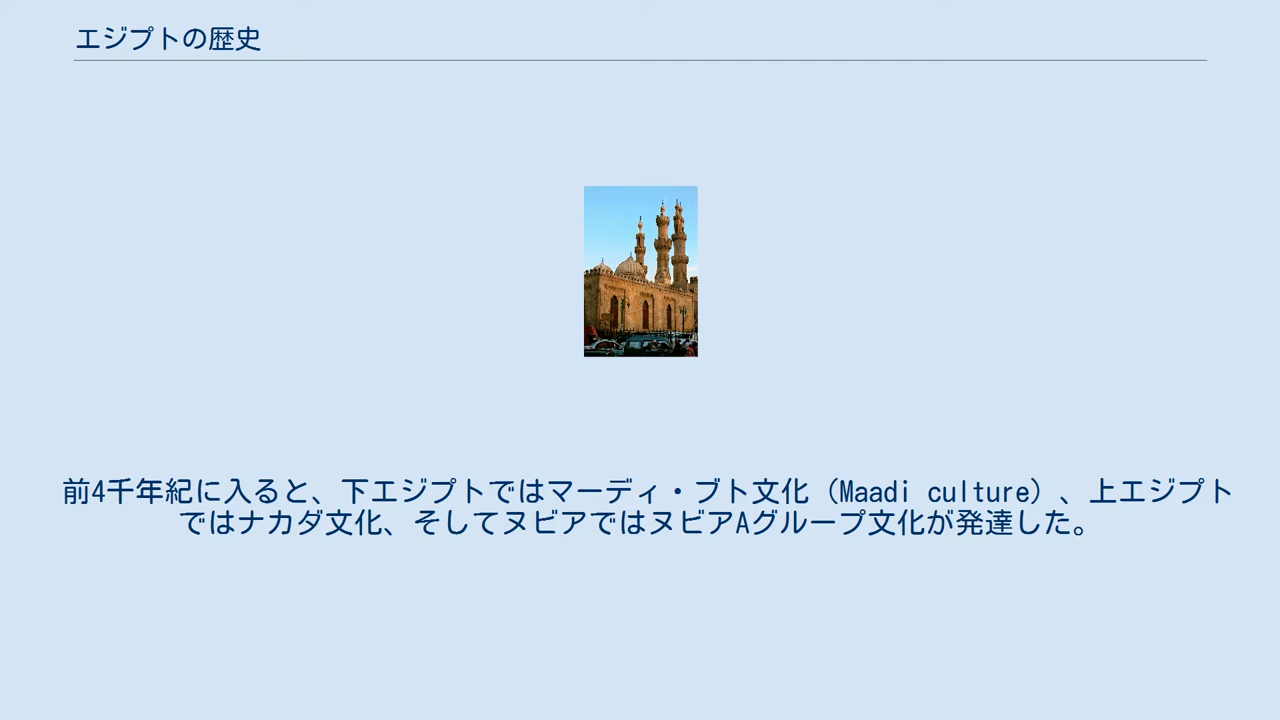 エジプトの歴史
前4千年紀に入ると、下エジプトではマーディ・ブト文化（Maadi culture）、上エジプト
ではナカダ文化、そしてヌビアではヌビアAグループ文化が発達した。